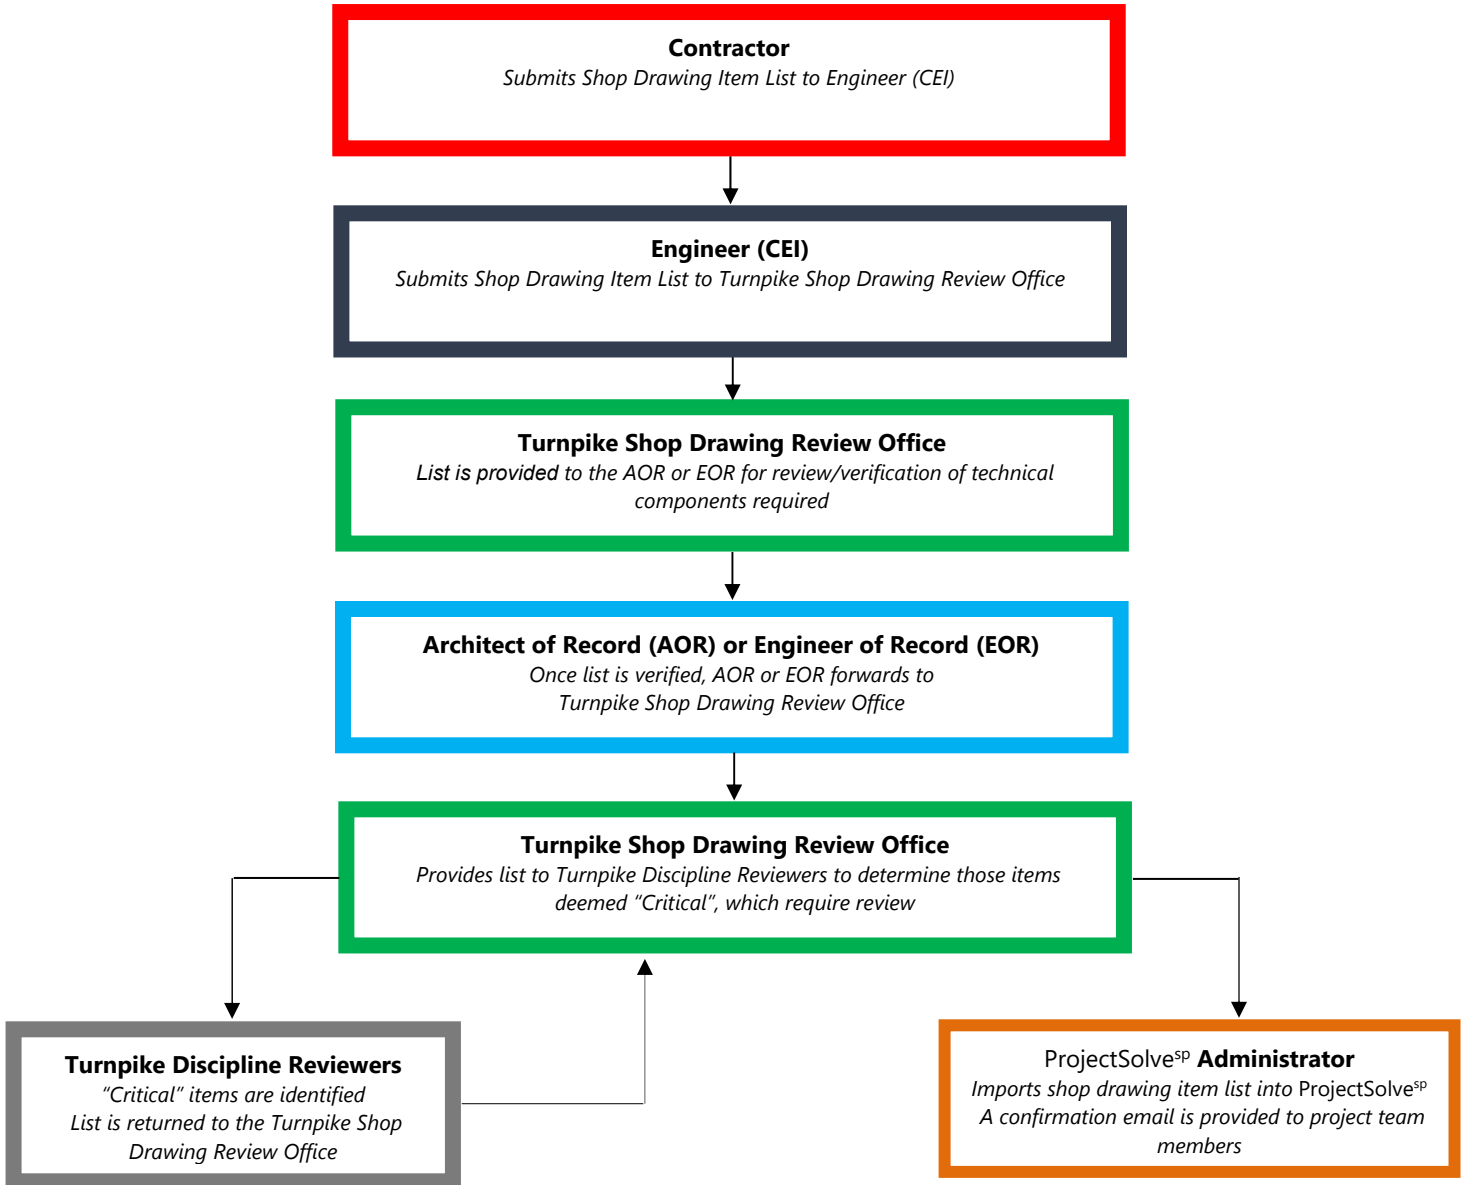 Contractor
Submits Shop Drawing Item List to Engineer (CEI)
Engineer (CEI)
Submits Shop Drawing Item List to Turnpike Shop Drawing Review Office
Turnpike Shop Drawing Review Office
List is provided to the AOR or EOR for review/verification of technical
components required
Architect of Record (AOR) or Engineer of Record (EOR)
Once list is verified, AOR or EOR forwards to
Turnpike Shop Drawing Review Office
Turnpike Shop Drawing Review Office
Provides list to Turnpike Discipline Reviewers to determine those items
deemed “Critical”, which require review
Turnpike Discipline Reviewers
“Critical” items are identified
List is returned to the Turnpike Shop
Drawing Review Office
ProjectSolveˢᵖ Administrator
Imports shop drawing item list into ProjectSolveˢᵖ
A confirmation email is provided to project team
members